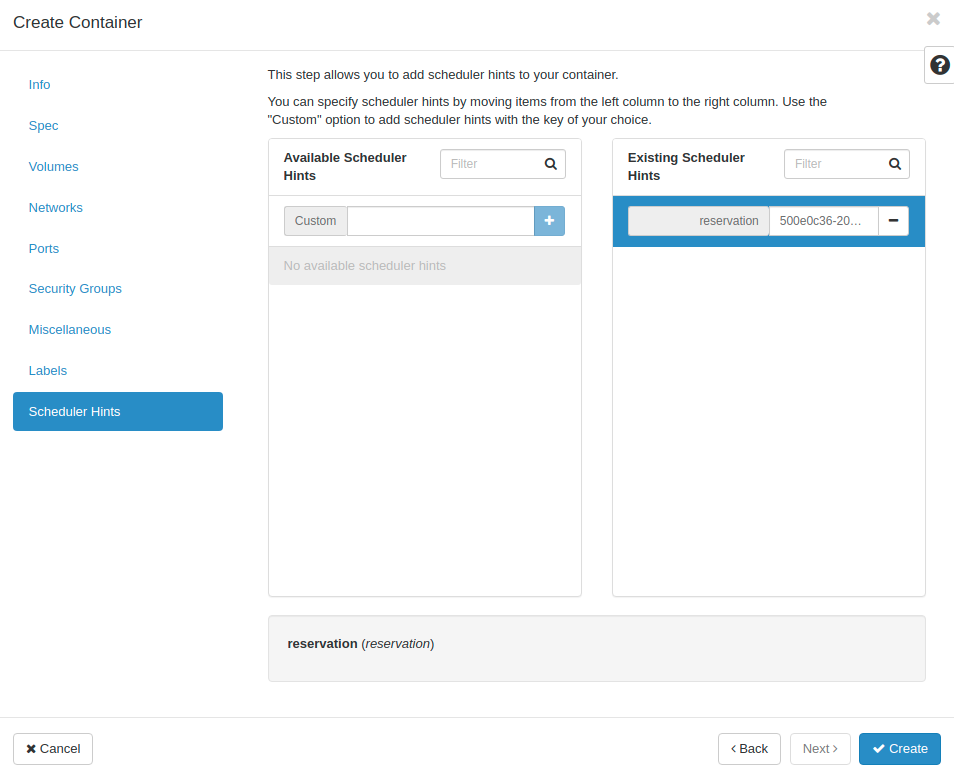 Create Container
Info
Spec
Volumes
Networks
Ports
Security Groups
Miscellaneous
Labels
Scheduler Hints
This step allows you to add scheduler hints to your container.
You can specify scheduler hints by moving items from the left column to the right column. Use the
"Custom" option to add scheduler hints with the key of your choice.
Available Scheduler
Hints
Filter
Custom
No available scheduler hints
Existing Scheduler
Hints
Filter
reservation
500e0c36-20...
reservation (reservation)
Cancel
Back
Next
Create